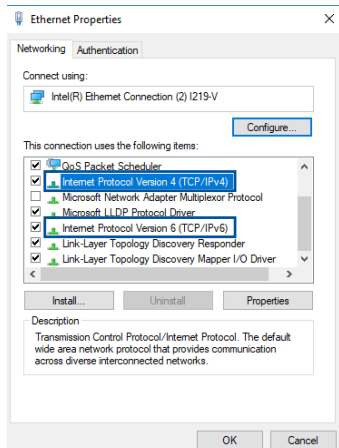 Ethernet Properties
Networking Authentication
Connect using:
Intel(R) Ethernet Connection (2) I219-V
Configure...
This connection uses the following items:
QoS Packet Scheduler
Internet Protocol Version 4 (TCP/IPv4)
Microsoft Network Adapter Multiplexor Protocol
Microsoft LLDP Protocol Driver
Internet Protocol Version 6 (TCP/IPv6)
Link-Layer Topology Discovery Responder
Link-Layer Topology Discovery Mapper I/O Driver
Install... Uninstall Properties
Description
Transmission Control Protocol/Internet Protocol. The default
wide area network protocol that provides communication
across diverse interconnected networks.
OK Cancel